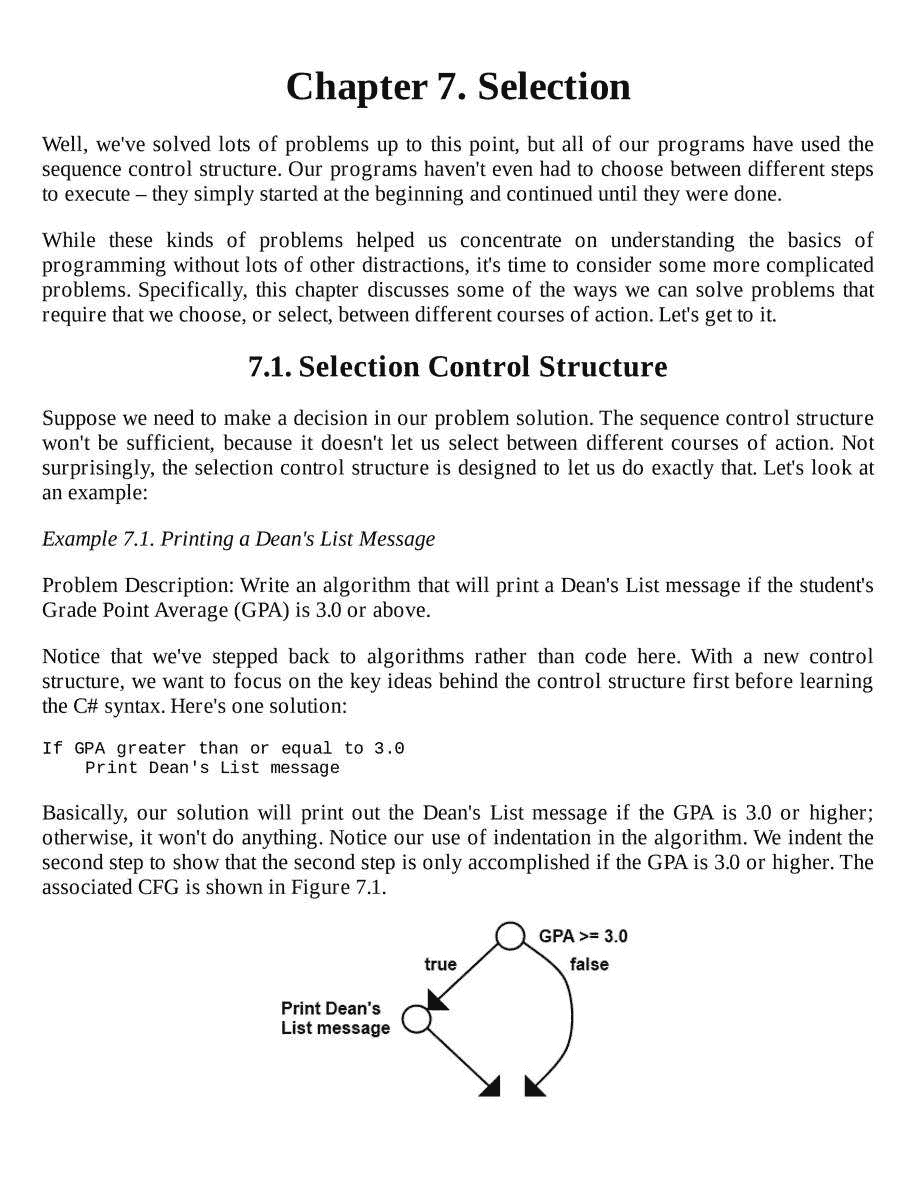 Chapter 7. Selection
Well, we've solved lots of problems up to this point, but all of our programs have used the
sequence control structure. Our programs haven't even had to choose between different steps
to execute – they simply started at the beginning and continued until they were done.
While these kinds of problems helped us concentrate on understanding the basics of
programming without lots of other distractions, it's time to consider some more complicated
problems. Specifically, this chapter discusses some of the ways we can solve problems that
require that we choose, or select, between different courses of action. Let's get to it.
7.1. Selection Control Structure
Suppose we need to make a decision in our problem solution. The sequence control structure
won't be sufficient, because it doesn't let us select between different courses of action. Not
surprisingly, the selection control structure is designed to let us do exactly that. Let's look at
an example:
Example 7.1. Printing a Dean's List Message
Problem Description: Write an algorithm that will print a Dean's List message if the student's
Grade Point Average (GPA) is 3.0 or above.
Notice that we've stepped back to algorithms rather than code here. With a new control
structure, we want to focus on the key ideas behind the control structure first before learning
the C# syntax. Here's one solution:
If GPA greater than or equal to 3.0
    Print Dean's List message
Basically, our solution will print out the Dean's List message if the GPA is 3.0 or higher;
otherwise, it won't do anything. Notice our use of indentation in the algorithm. We indent the
second step to show that the second step is only accomplished if the GPA is 3.0 or higher. The
associated CFG is shown in Figure 7.1.
GPA >= 3.0
true
false
Print Dean's
List message